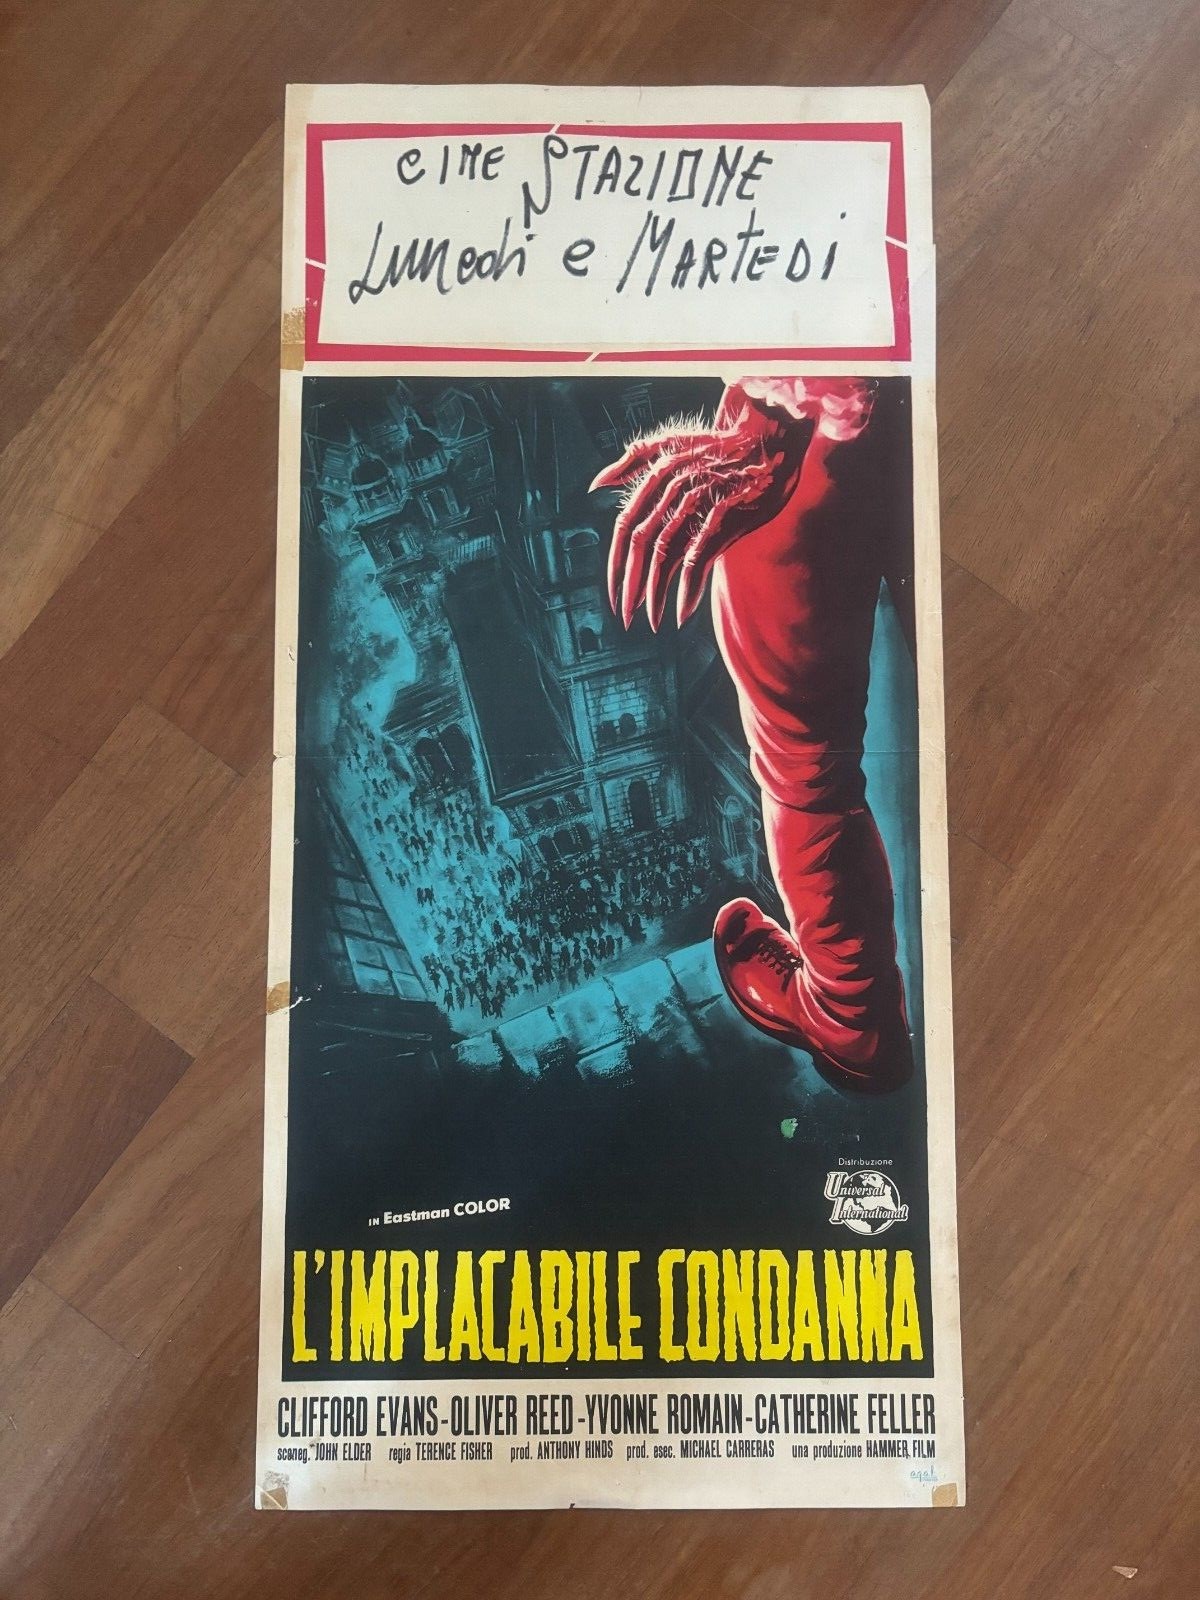 CINE STAZIONE
Lunedi e MARTEDI
Distribuzione
Universal
International
IN Eastman COLOR
L'IMPLACABILE CONDANNA
CLIFFORD EVANS-OLIVER REED-YVONNE ROMAIN-CATHERINE FELLER
sceneg. JOHN ELDER regia TERENCE FISHER prod. ANTHONY HINDS prod. esec. MICHAEL CARRERAS una produzione HAMMER FILM